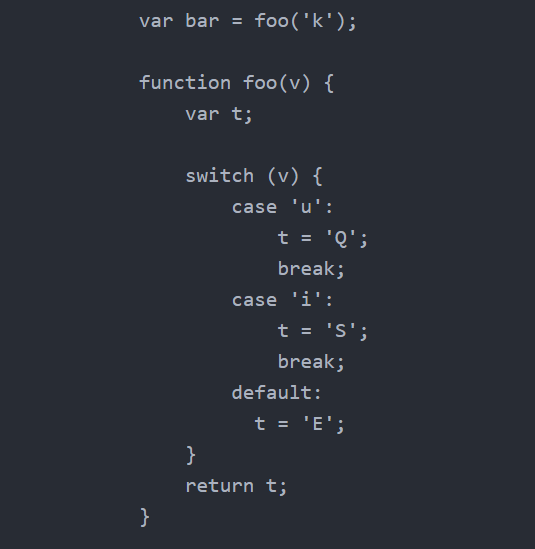 var bar = foo('k');
function foo(v) {
var t;
switch (v) {
case 'u':
t = 'Q';
break;
case 'i':
t = 'S';
break;
default:
t = 'E';
}
return t;
}